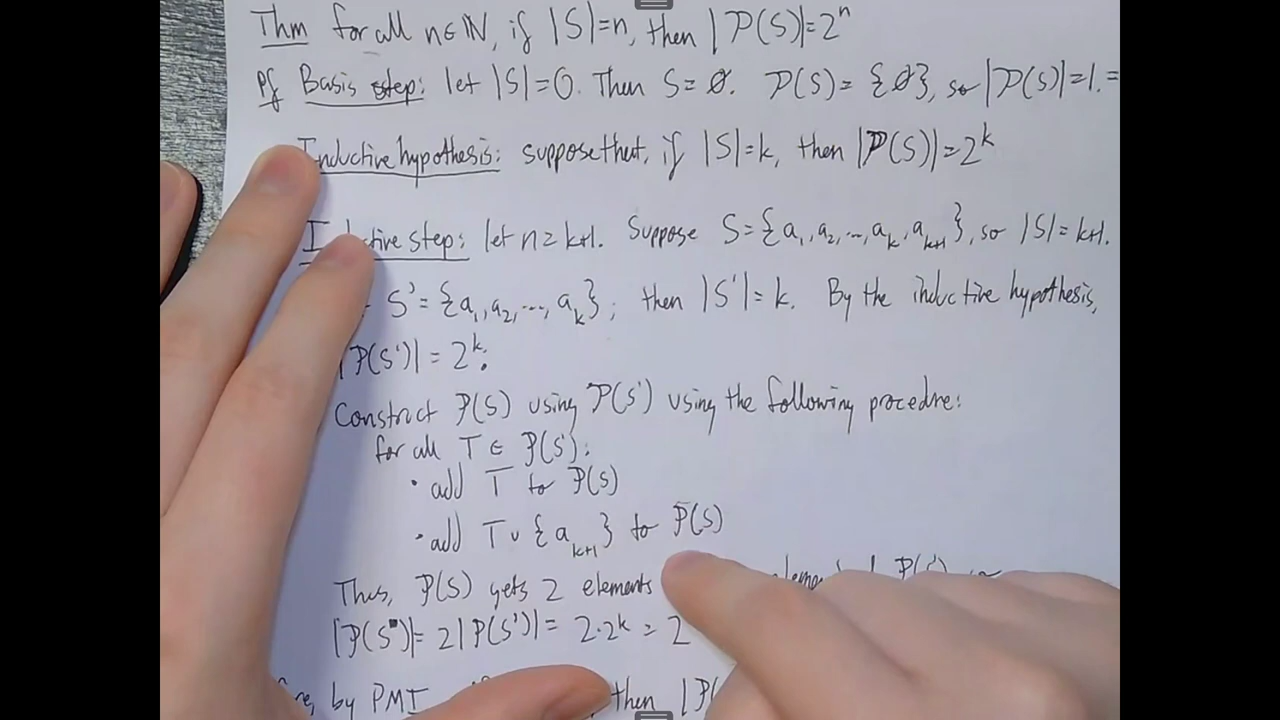 Thm for all n∈ℕ, if |S|=n, then |P(S)|=2ⁿ
Pf Basis step: let |S|=0. Then S=∅. P(S)={∅}, so |P(S)|=1.=
Inductive hypothesis: suppose that, if |S|=k, then |P(S)|=2ᵏ
step: let n=k+1. Suppose S={a₁,a₂,...,aₖ,aₖ₊₁}, so |S|=k+1.
S'={a₁,a₂,...,aₖ}; then |S'|=k. By the inductive hypothesis,
|P(S')|=2ᵏ.
Construct P(S) using P(S') using the following procedure:
for all T∈P(S'):
• add T to P(S)
• add T∪{aₖ₊₁} to P(S)
Thus, P(S) gets 2 elements P(S')
|P(S)|=2|P(S')|=2·2ᵏ=2
by PMI then |P